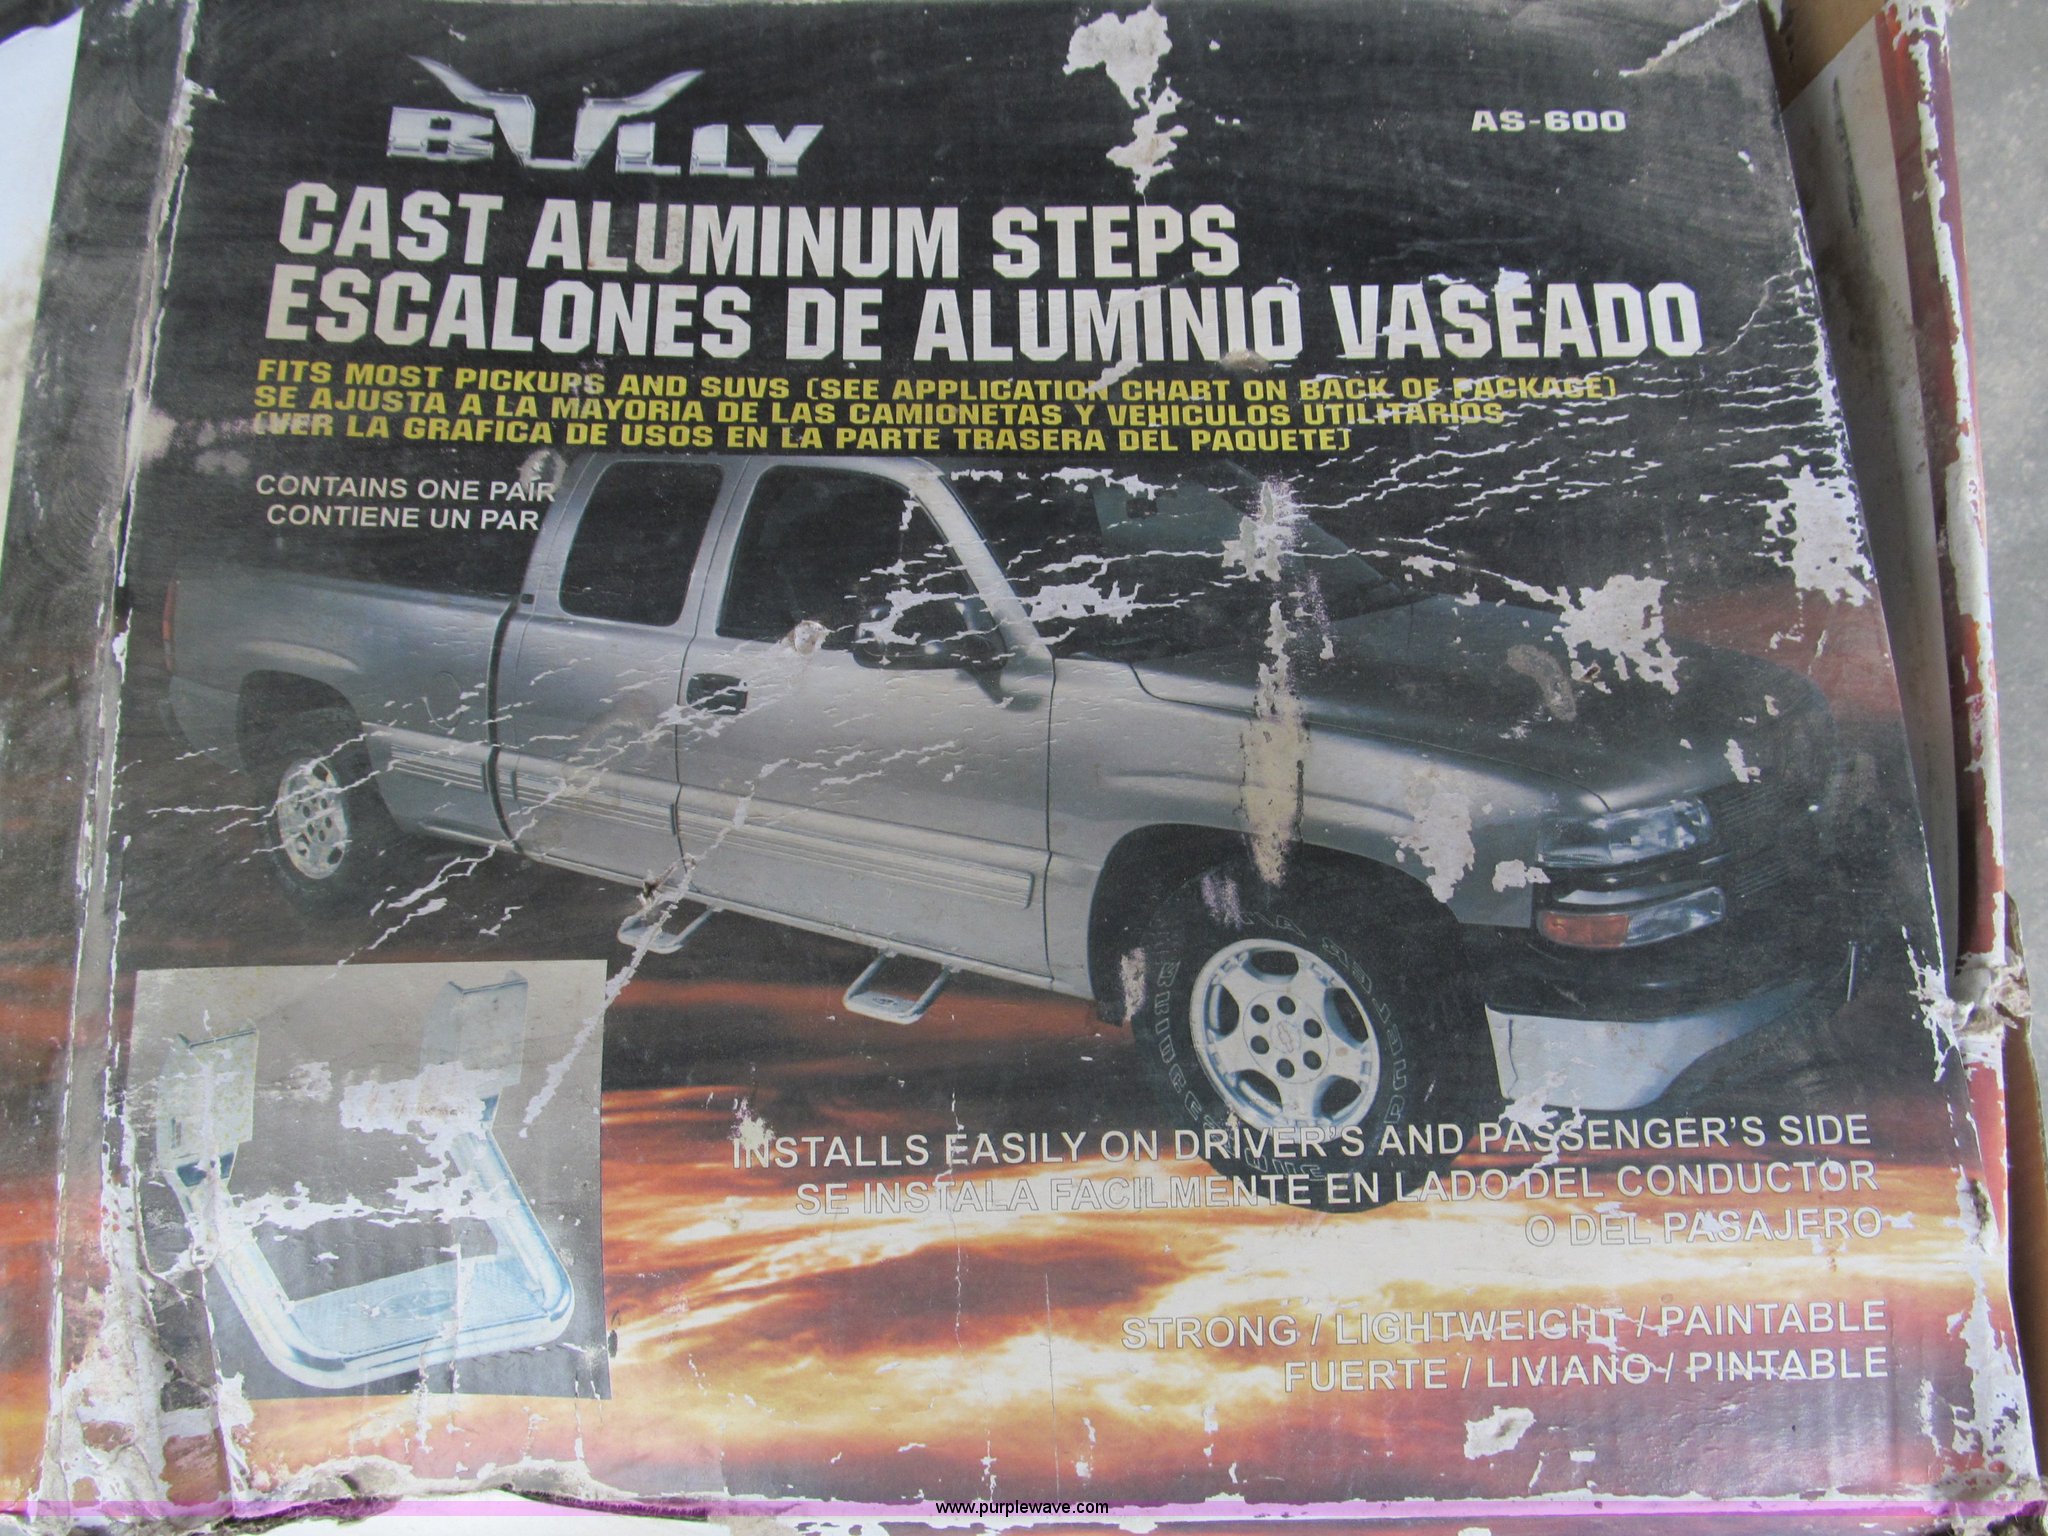 BULLY
AS-600
CAST ALUMINUM STEPS
ESCALONES DE ALUMINIO VASEADO
FITS MOST PICKUPS AND SUVS (SEE APPLICATION CHART ON BACK OF PACKAGE)
SE AJUSTA A LA MAYORIA DE LAS CAMIONETAS Y VEHICULOS UTILITARIOS
(VER LA GRAFICA DE USOS EN LA PARTE TRASERA DEL PAQUETE)
CONTAINS ONE PAIR
CONTIENE UN PAR
INSTALLS EASILY ON DRIVER'S AND PASSENGER'S SIDE
SE INSTALA FACILMENTE EN LADO DEL CONDUCTOR
O DEL PASAJERO
STRONG / LIGHTWEIGHT / PAINTABLE
FUERTE / LIVIANO / PINTABLE
www.purplewave.com